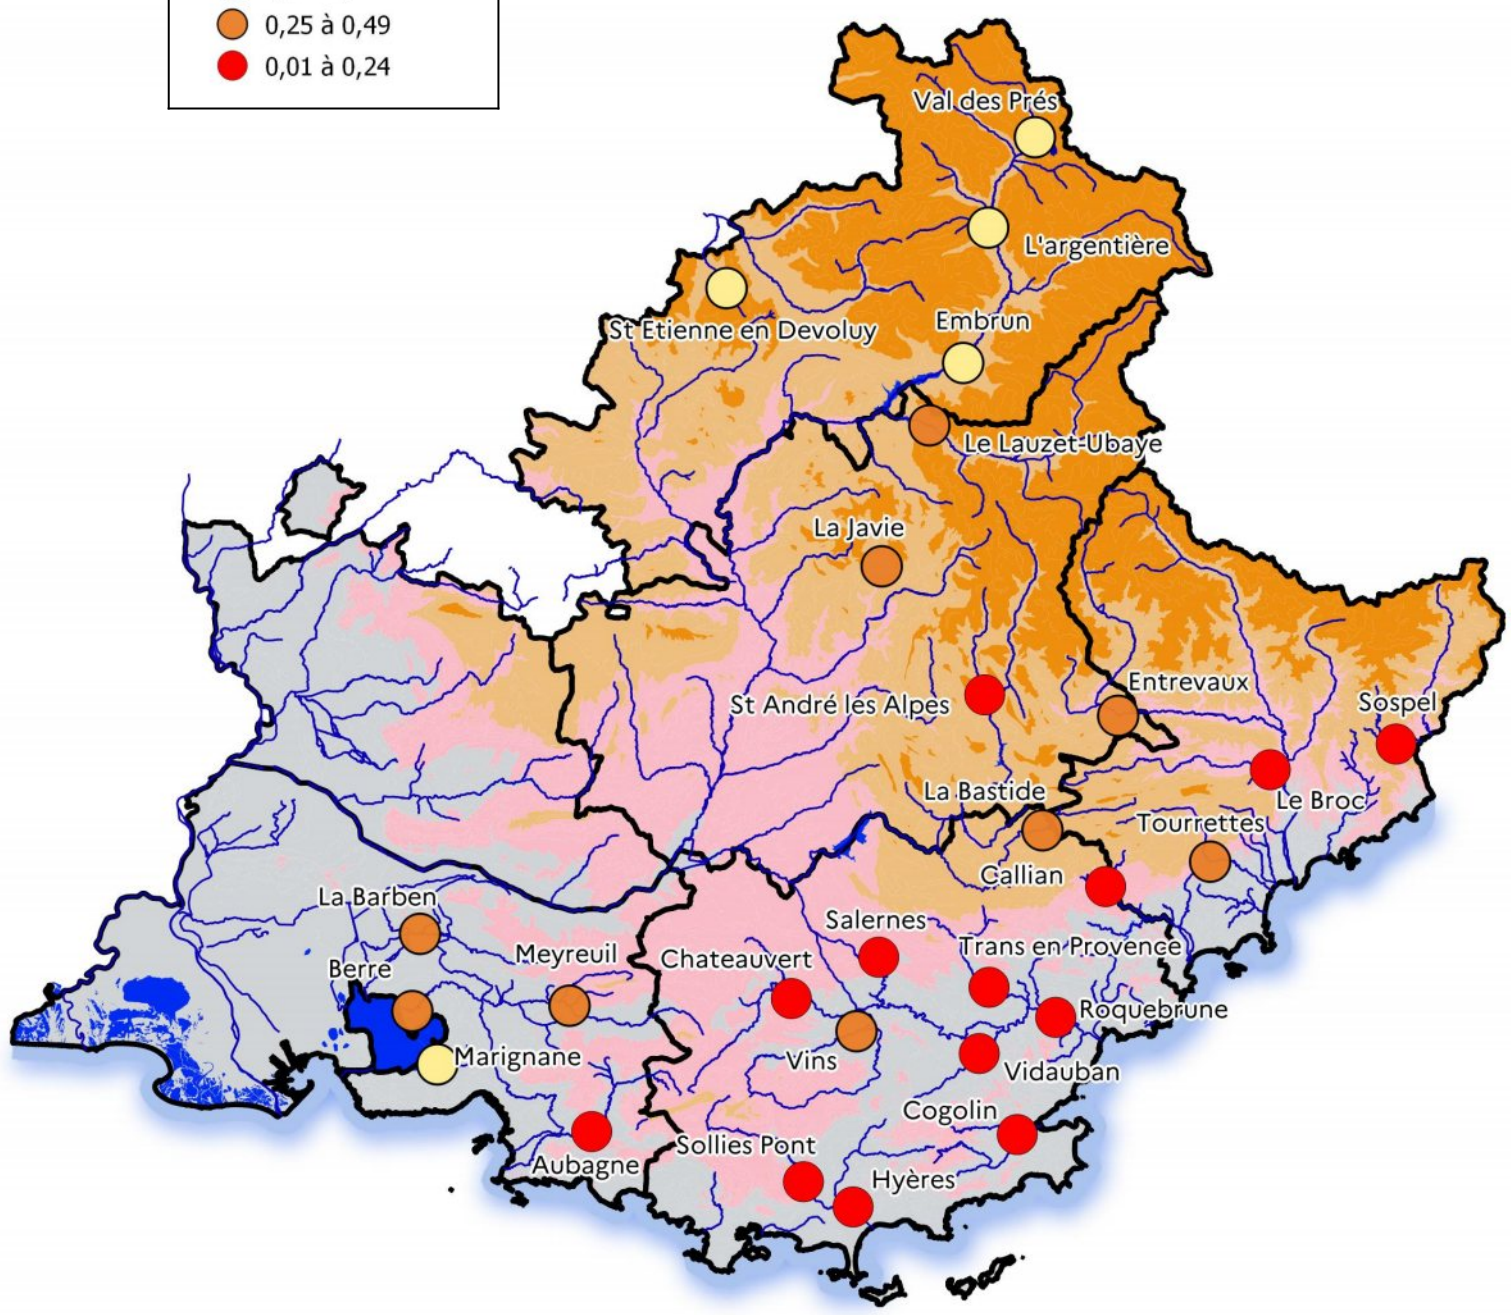 0,25 à 0,49
0,01 à 0,24
Val des Prés
L'argentière
St Etienne en Devoluy
Embrun
Le Lauzet-Ubaye
La Javie
Entrevaux
St André les Alpes
Sospel
La Bastide
Le Broc
Tourrettes
Callian
La Barben
Salernes
Meyreuil
Chateauvert
Trans en Provence
Berre
Roquebrune
Marignane
Vins
Vidauban
Cogolin
Sollies Pont
Aubagne
Hyères